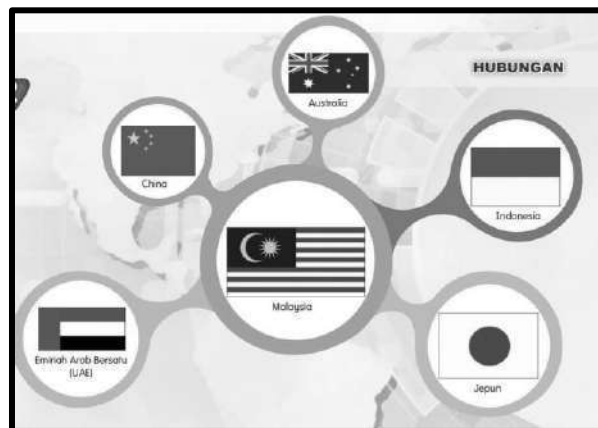 HUBUNGAN
Australia
China
Indonesia
Malaysia
Emiriah Arab Bersatu
(UAE)
Jepun